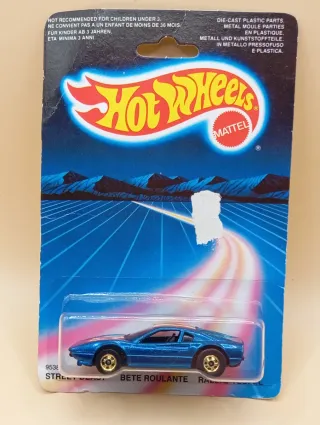 NOT RECOMMENDED FOR CHILDREN UNDER 3.
NE CONVIENT PAS A UN ENFANT DE MOINS DE 36 MOIS.
FUR KINDER AB 3 JAHREN.
ETA MINIMA 3 ANNI.
DIE-CAST PLASTIC PARTS.
METAL MOULE PARTIES
EN PLASTIQUE.
METALL UND KUNSTSTOFFTEILE.
IN METALLO PRESSOFUSO
E PLASTICA.
Hot Wheels
MATTEL
®
STREET
BETE ROULANTE